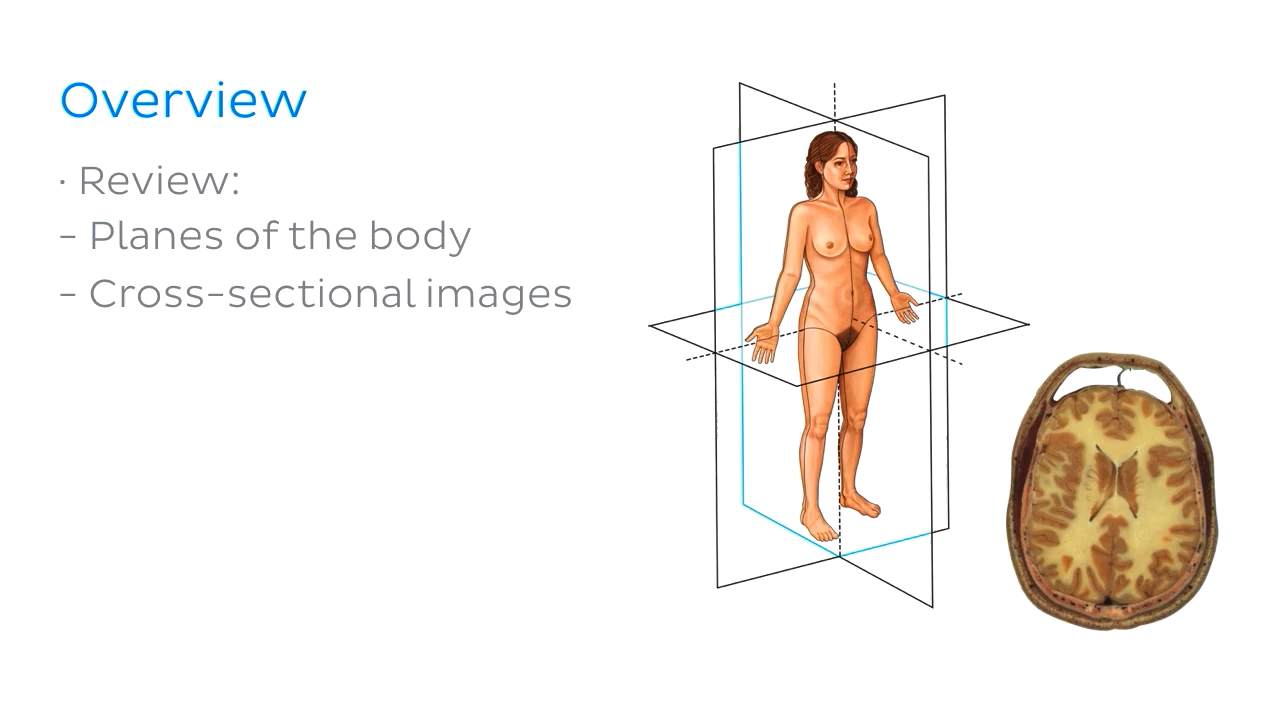 Overview
· Review:
- Planes of the body
- Cross-sectional images